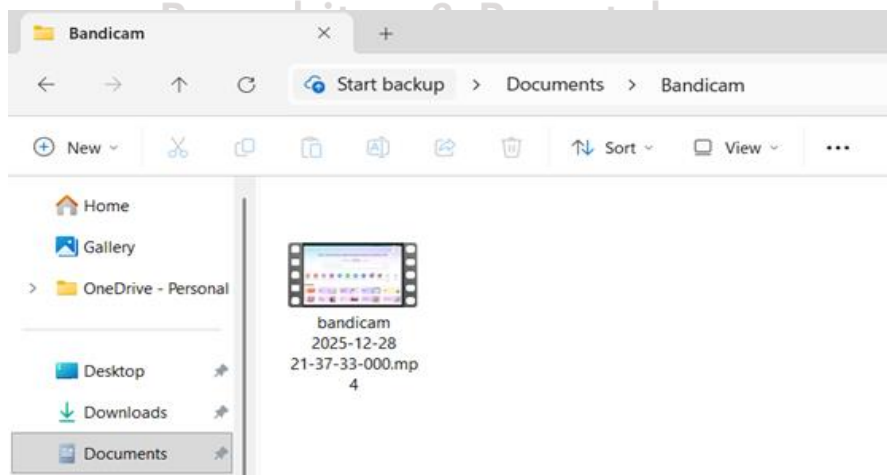 Bandicam
Start backup > Documents > Bandicam
New Sort View
Home
Gallery
OneDrive - Personal
Desktop
Downloads
Documents
bandicam
2025-12-28
21-37-33-000.mp
4